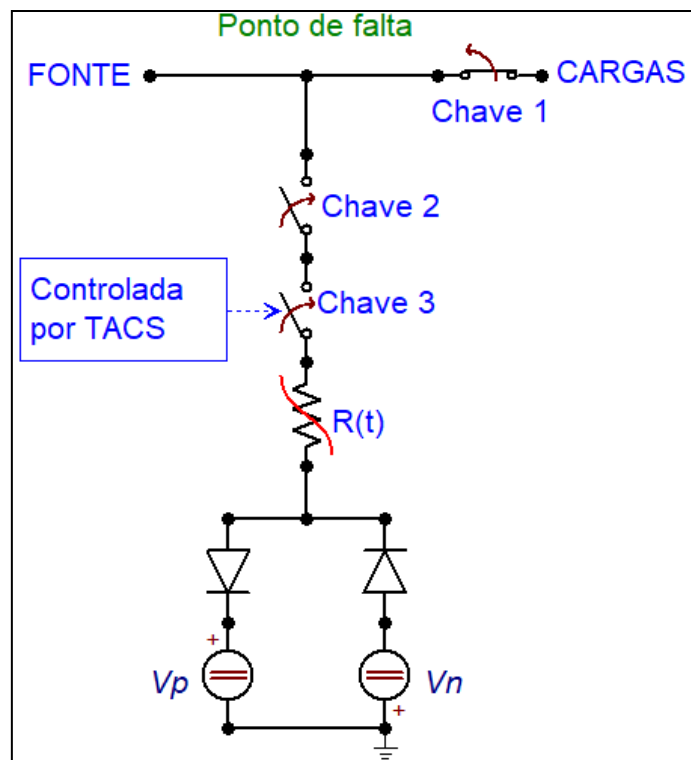 Ponto de falta
FONTE
CARGAS
Chave 1
Chave 2
Controlada
por TACS
Chave 3
R(t)
+
Vp
Vn
+